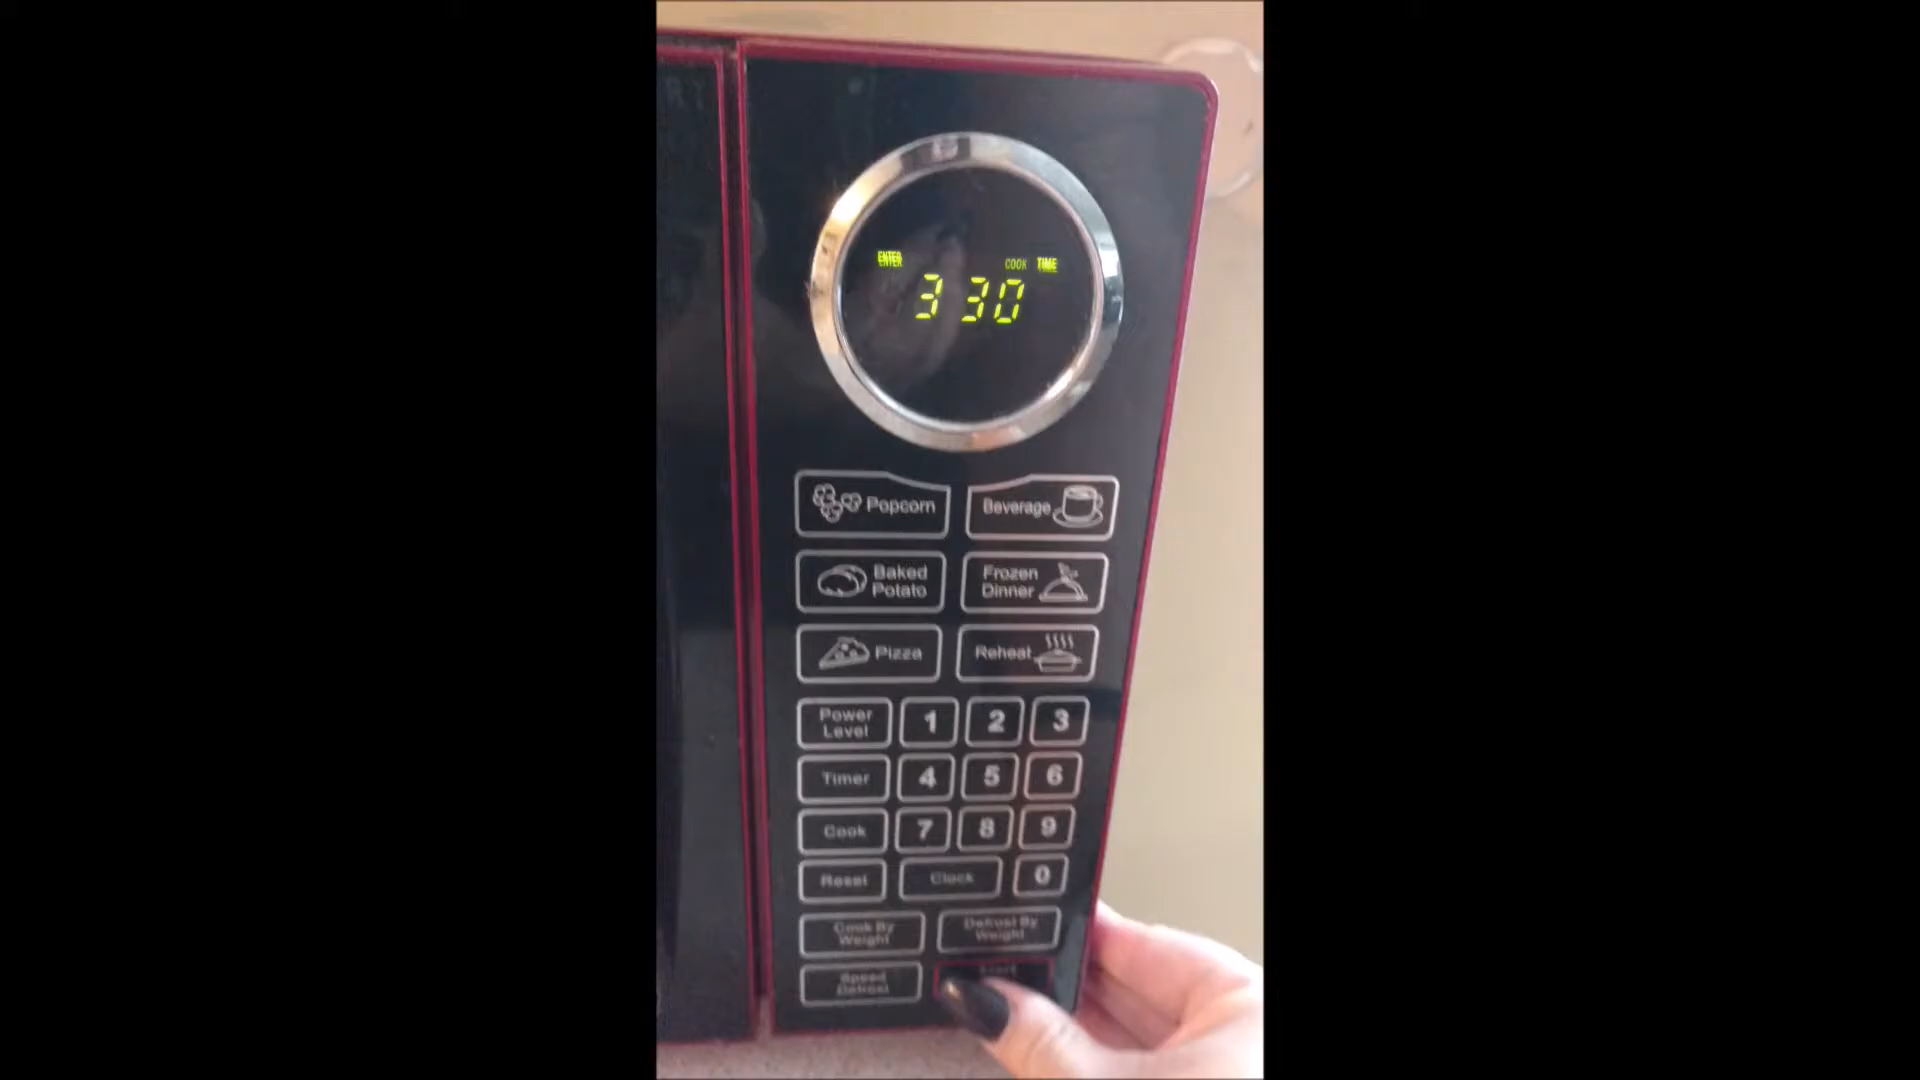 ENTER COOK TIME
3 30
Popcorn
Beverage
Baked
Potato
Frozen
Dinner
Pizza
Reheat
Power
Level
1
2
3
Timer
4
5
6
Cook
7
8
9
Reset
Clock
0
Cook By
Weight
Defrost By
Weight
Speed
Defrost
Start